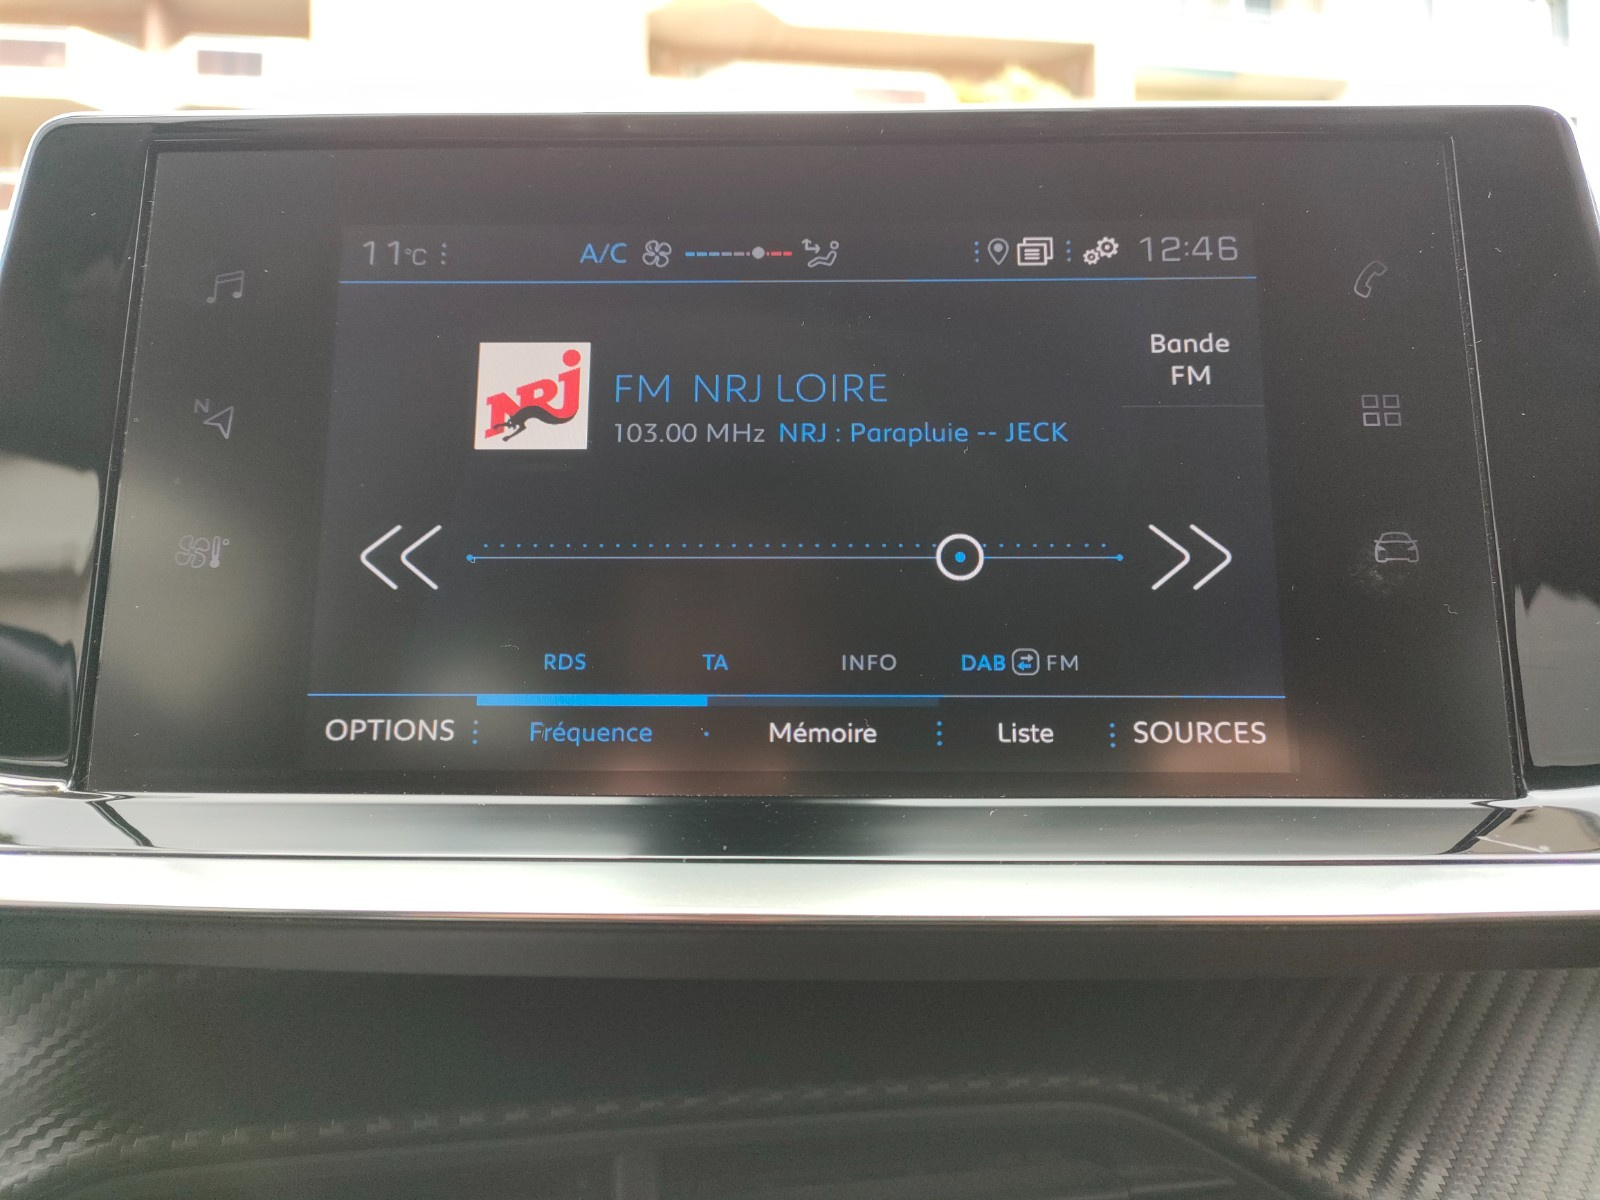 11°C
A/C
12:46
N
Bande
FM
NRJ
FM NRJ LOIRE
103.00 MHz NRJ : Parapluie -- JECK
RDS TA INFO DAB FM
OPTIONS Fréquence Mémoire Liste SOURCES